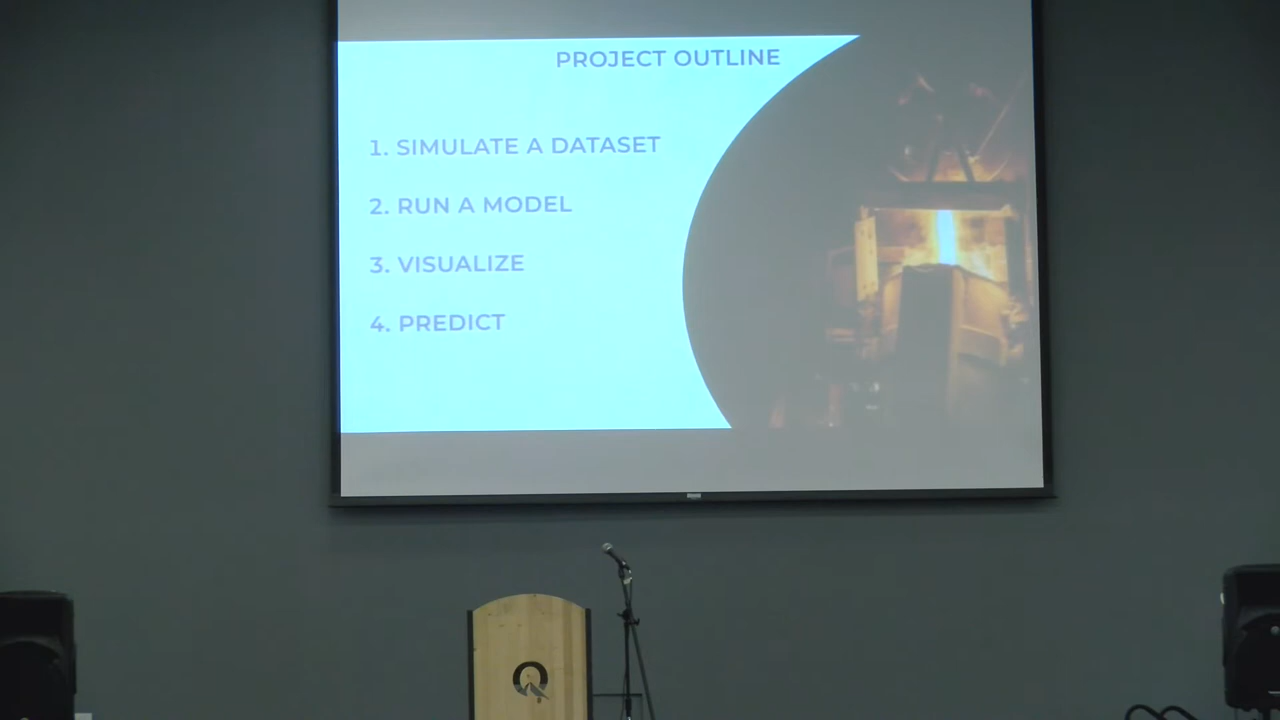 PROJECT OUTLINE
1. SIMULATE A DATASET
2. RUN A MODEL
3. VISUALIZE
4. PREDICT
Q